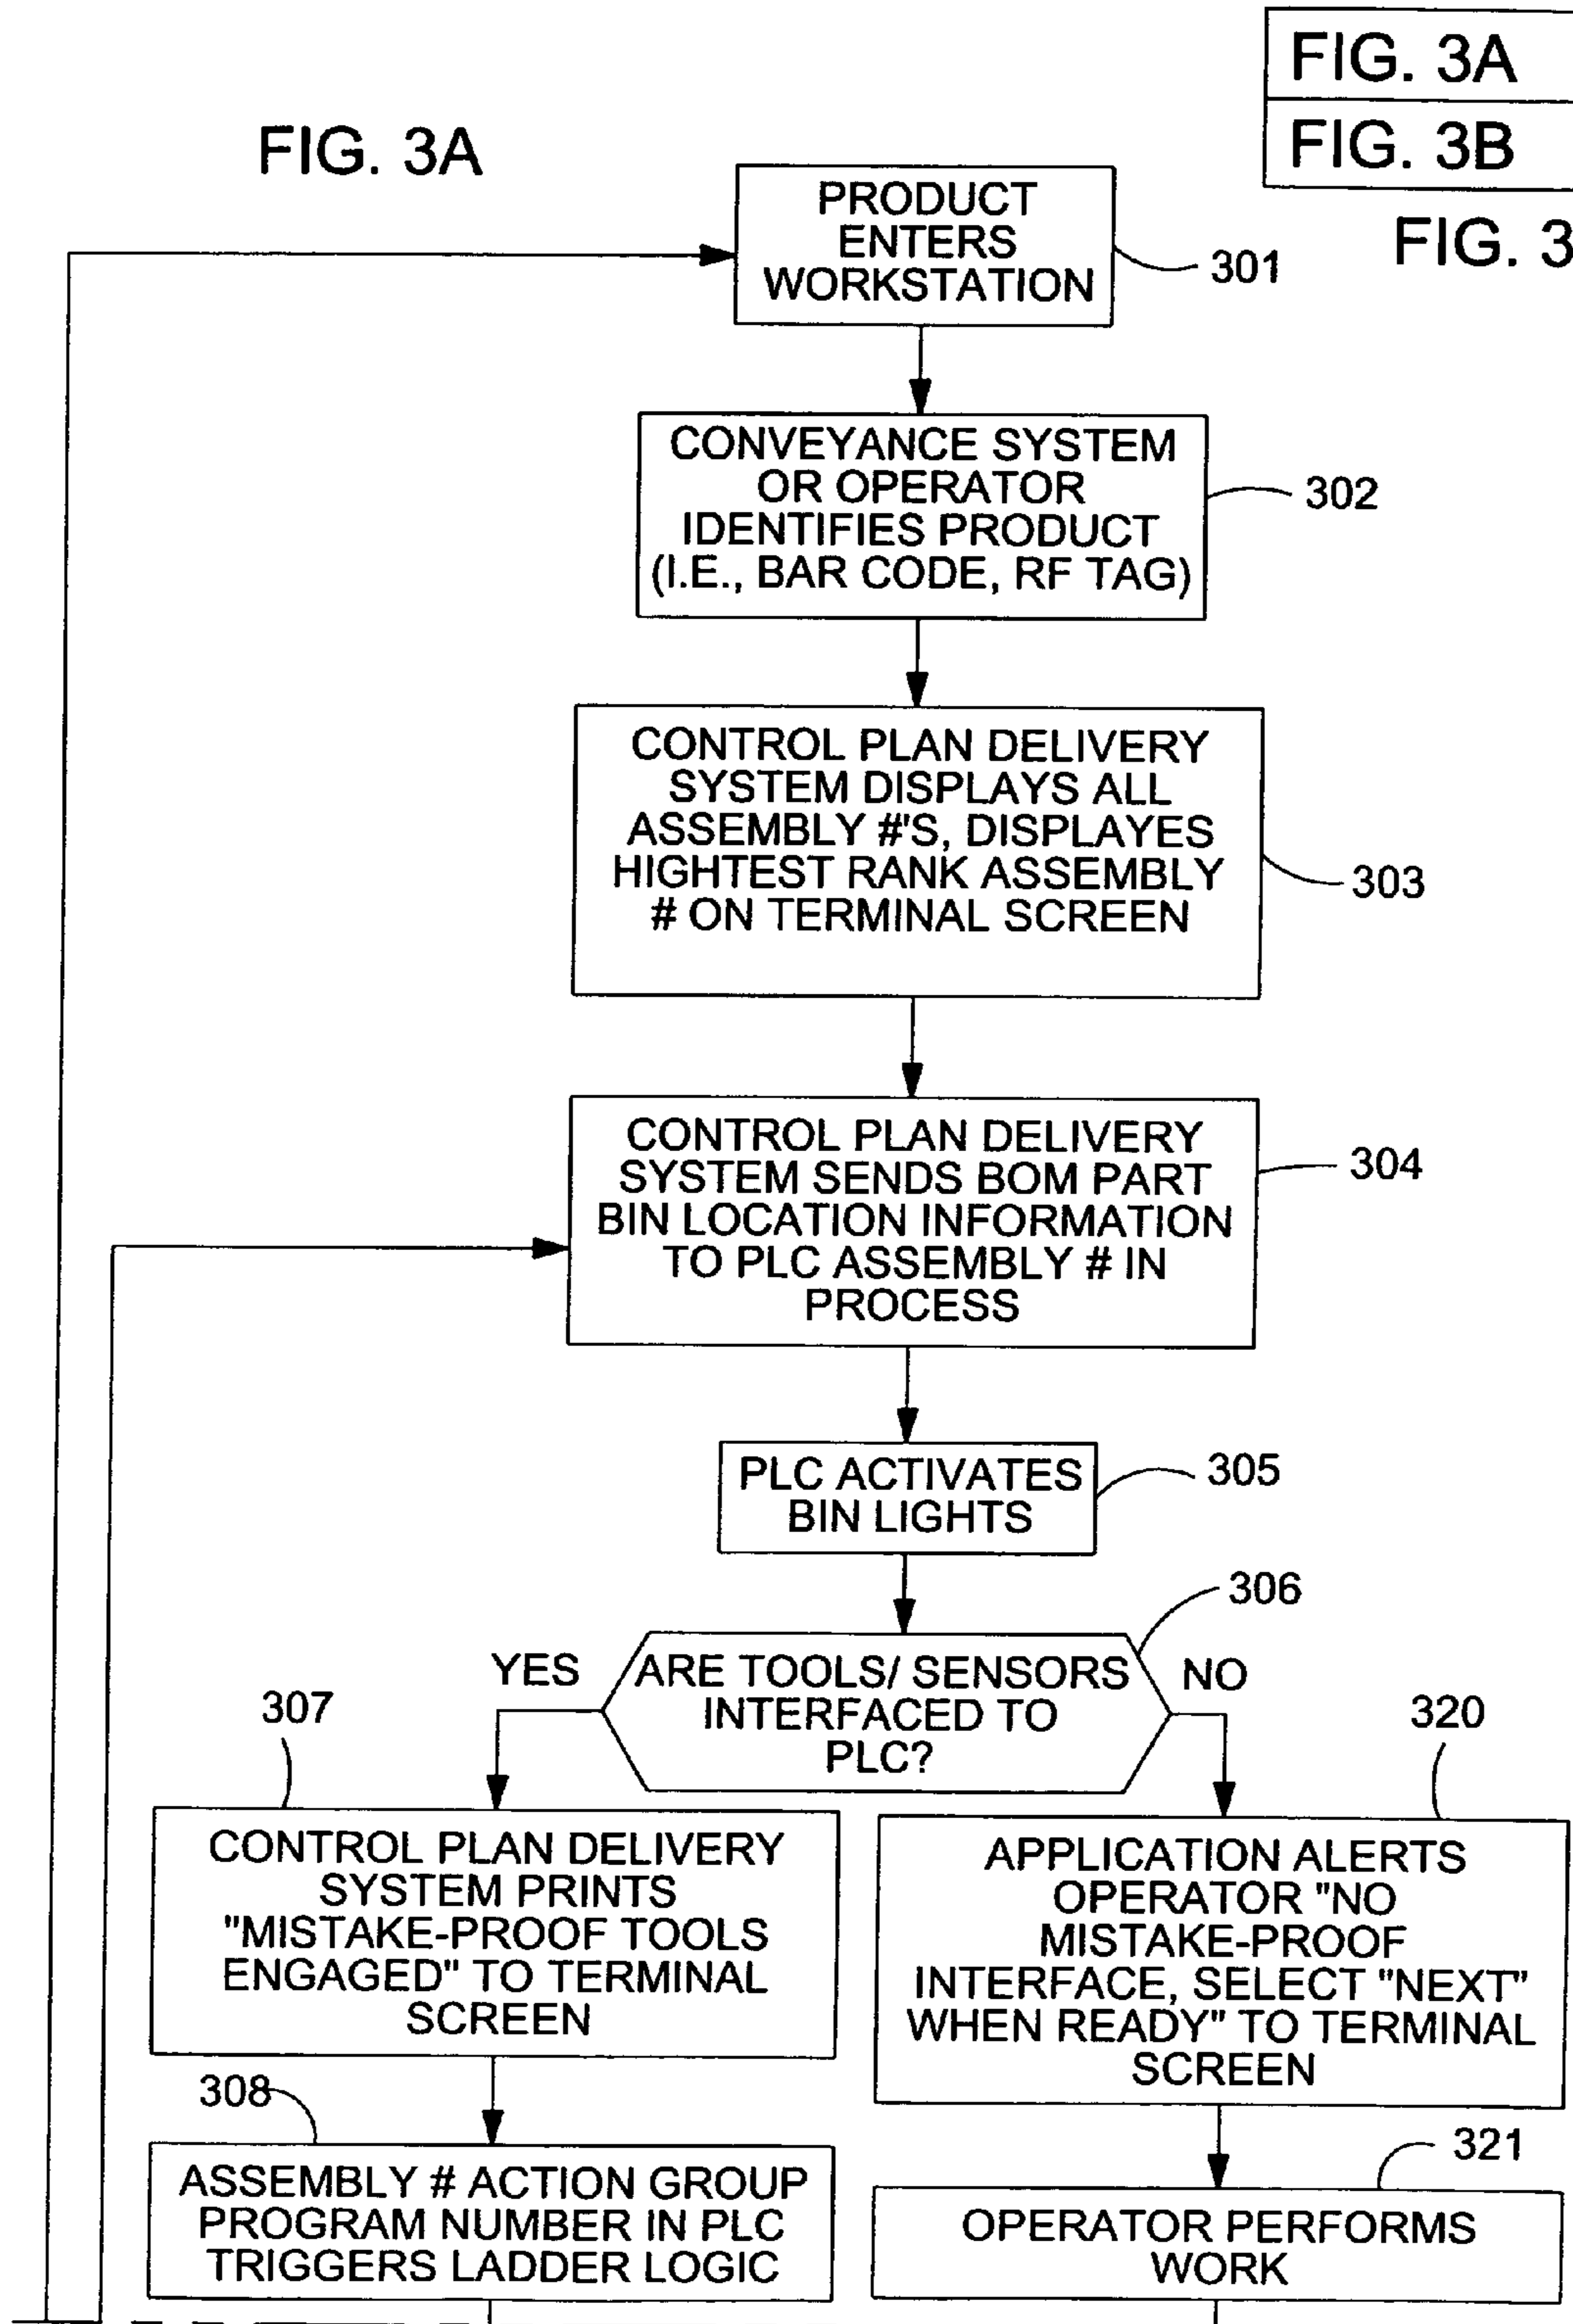 FIG. 3A
FIG. 3B
FIG. 3
FIG. 3A
PRODUCT
ENTERS
WORKSTATION
301
CONVEYANCE SYSTEM
OR OPERATOR
IDENTIFIES PRODUCT
(I.E., BAR CODE, RF TAG)
302
CONTROL PLAN DELIVERY
SYSTEM DISPLAYS ALL
ASSEMBLY #'S, DISPLAYES
HIGHTEST RANK ASSEMBLY
# ON TERMINAL SCREEN
303
CONTROL PLAN DELIVERY
SYSTEM SENDS BOM PART
BIN LOCATION INFORMATION
TO PLC ASSEMBLY # IN
PROCESS
304
PLC ACTIVATES
BIN LIGHTS
305
306
YES
ARE TOOLS/ SENSORS
INTERFACED TO
PLC?
NO
307
CONTROL PLAN DELIVERY
SYSTEM PRINTS
"MISTAKE-PROOF TOOLS
ENGAGED" TO TERMINAL
SCREEN
320
APPLICATION ALERTS
OPERATOR "NO
MISTAKE-PROOF
INTERFACE, SELECT "NEXT"
WHEN READY" TO TERMINAL
SCREEN
308
ASSEMBLY # ACTION GROUP
PROGRAM NUMBER IN PLC
TRIGGERS LADDER LOGIC
321
OPERATOR PERFORMS
WORK